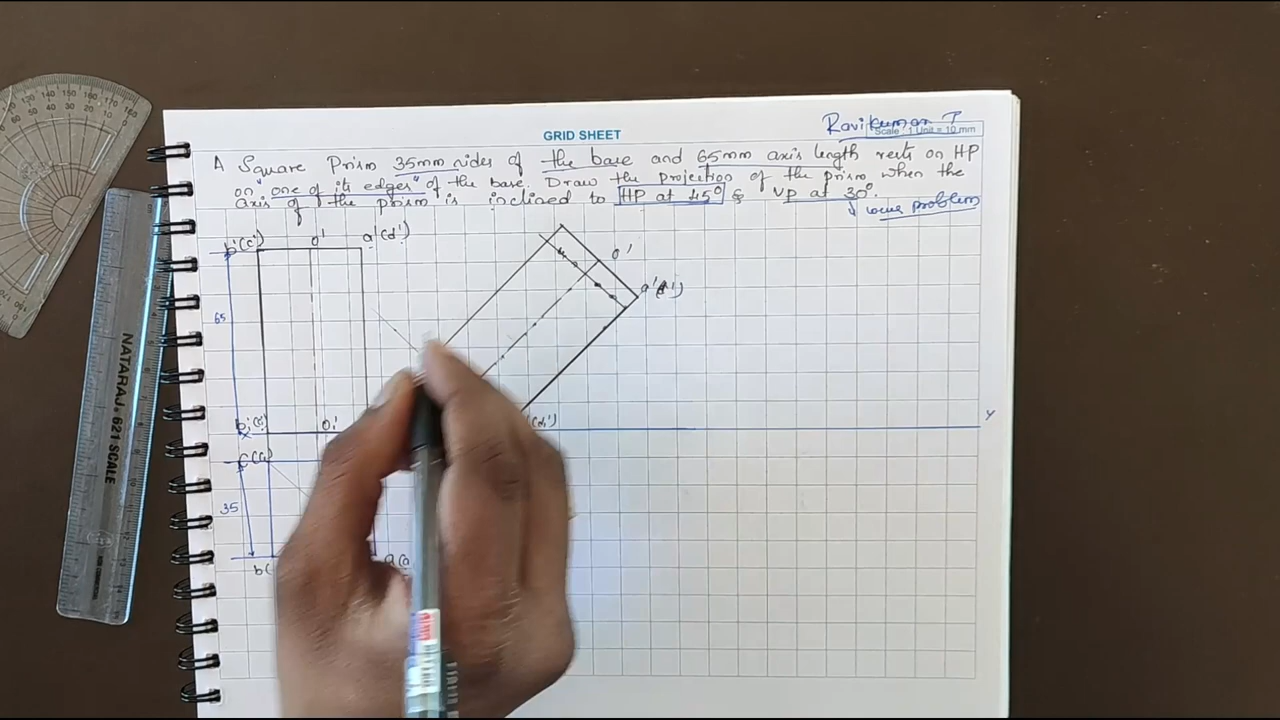 GRID SHEET
Ravikumar T
Scale : 1 Unit = 10 mm
A Square Prism 35mm sides of the base and 65mm axis length rests on HP
on "one of its edges" of the base. Draw the projection of the prism when the
axis of the prism is inclined to HP at 45° & VP at 30°.
↓ locus problem
b'(c') o' a'(d')
o'
a'(d')
65
b,'(c,') o,' (d,')
Y
X
c(c,)
35
b( a(a
NATARAJ 621 SCALE